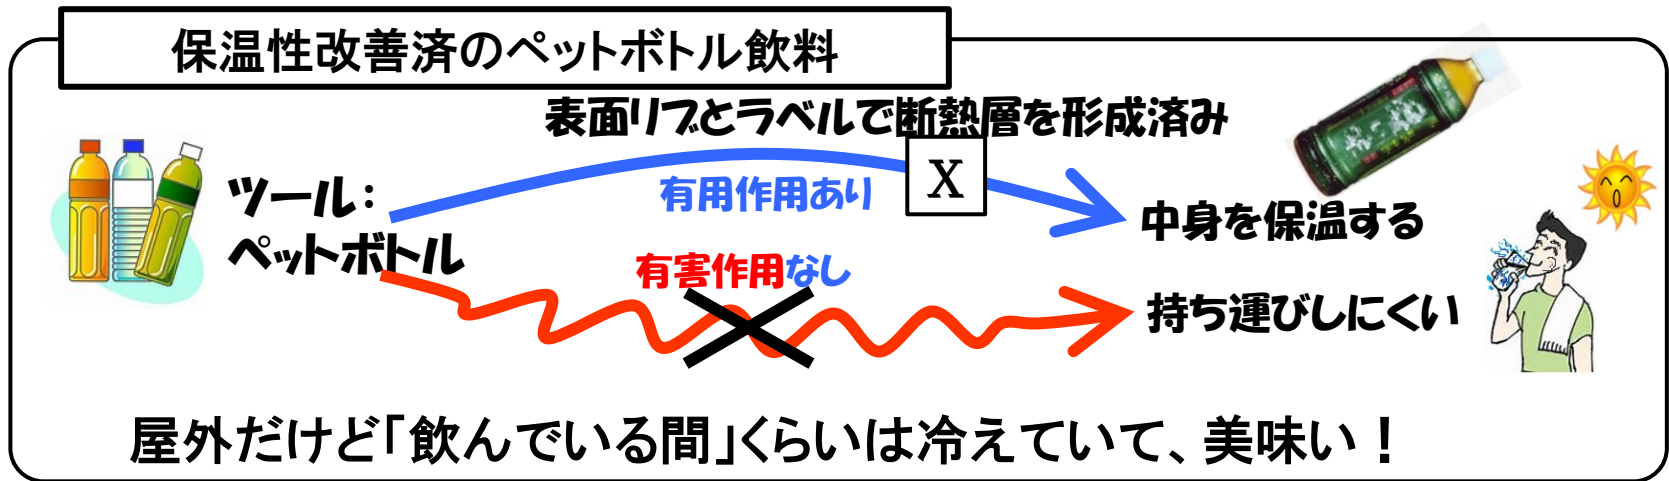 保温性改善済のペットボトル飲料
表面リブとラベルで断熱層を形成済み
X
有用作用あり
ツール:
ペットボトル
中身を保温する
有害作用なし
持ち運びしにくい
屋外だけど「飲んでいる間」くらいは冷えていて、美味い!